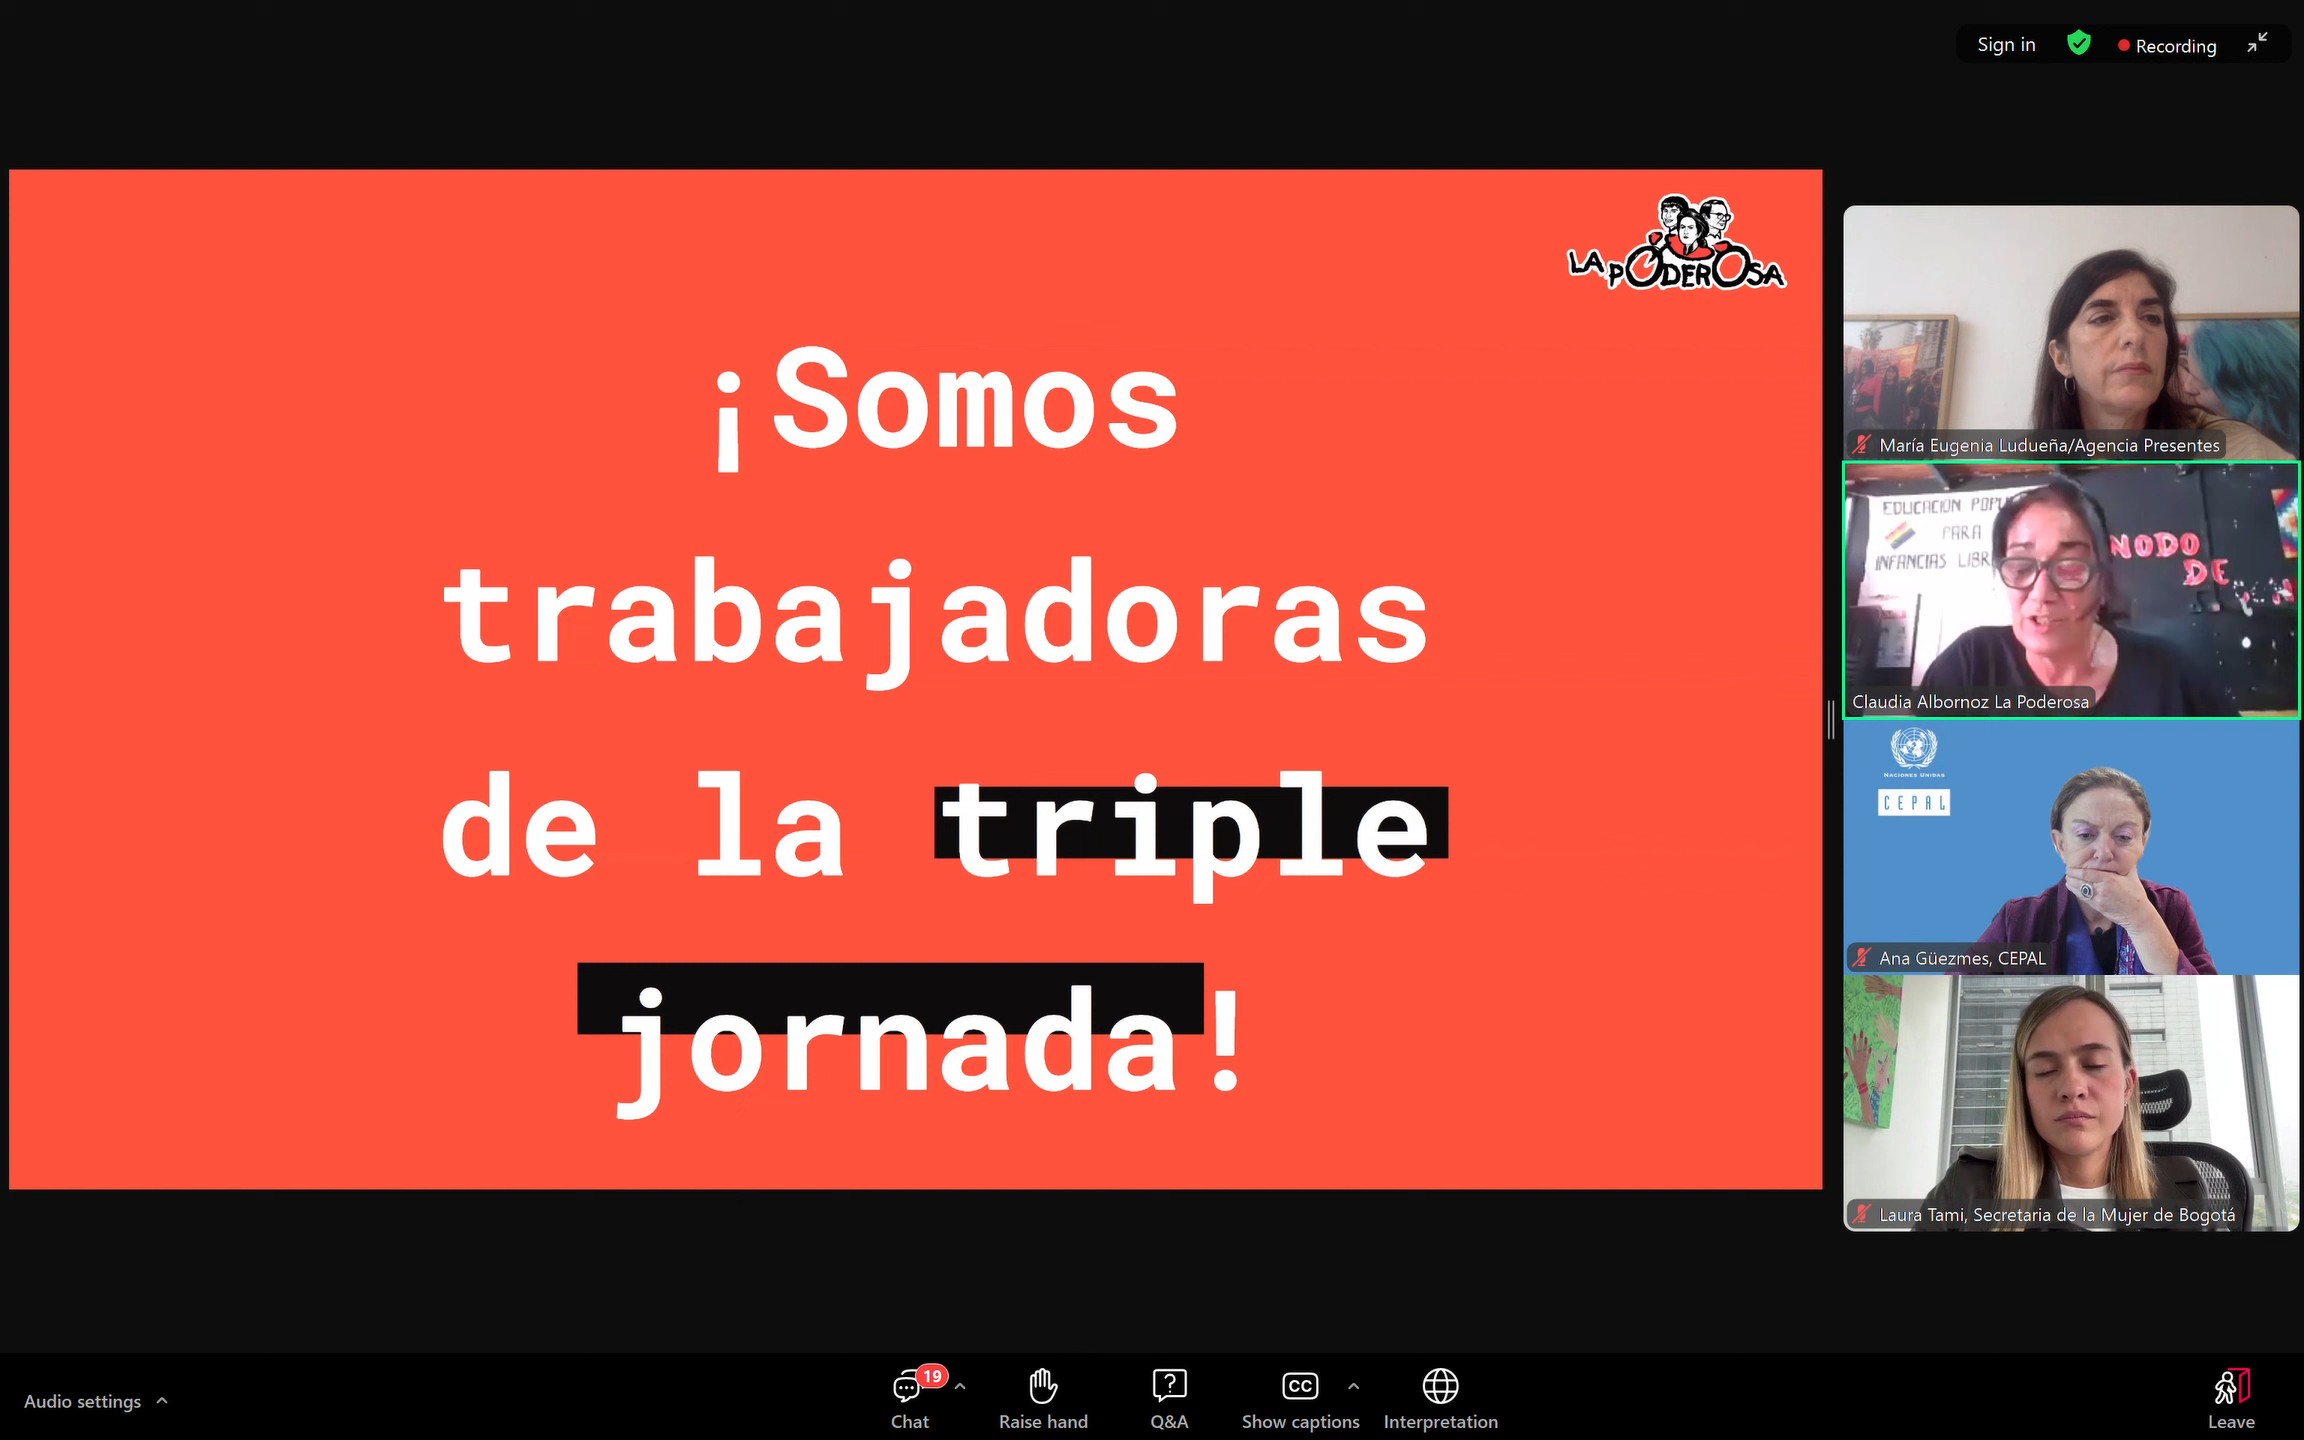 Sign in
Recording
LA PODEROSA
¡Somos
trabajadoras
de la triple
jornada!
María Eugenia Ludueña/Agencia Presentes
EDUCACION POPU
PARA
INFANCIAS LIBR
NODO
DE
Claudia Albornoz La Poderosa
NACIONES UNIDAS
CEPAL
Ana Güezmes, CEPAL
Laura Tami, Secretaria de la Mujer de Bogotá
Audio settings
19
Chat
Raise hand
Q&A
CC
Show captions
Interpretation
Leave